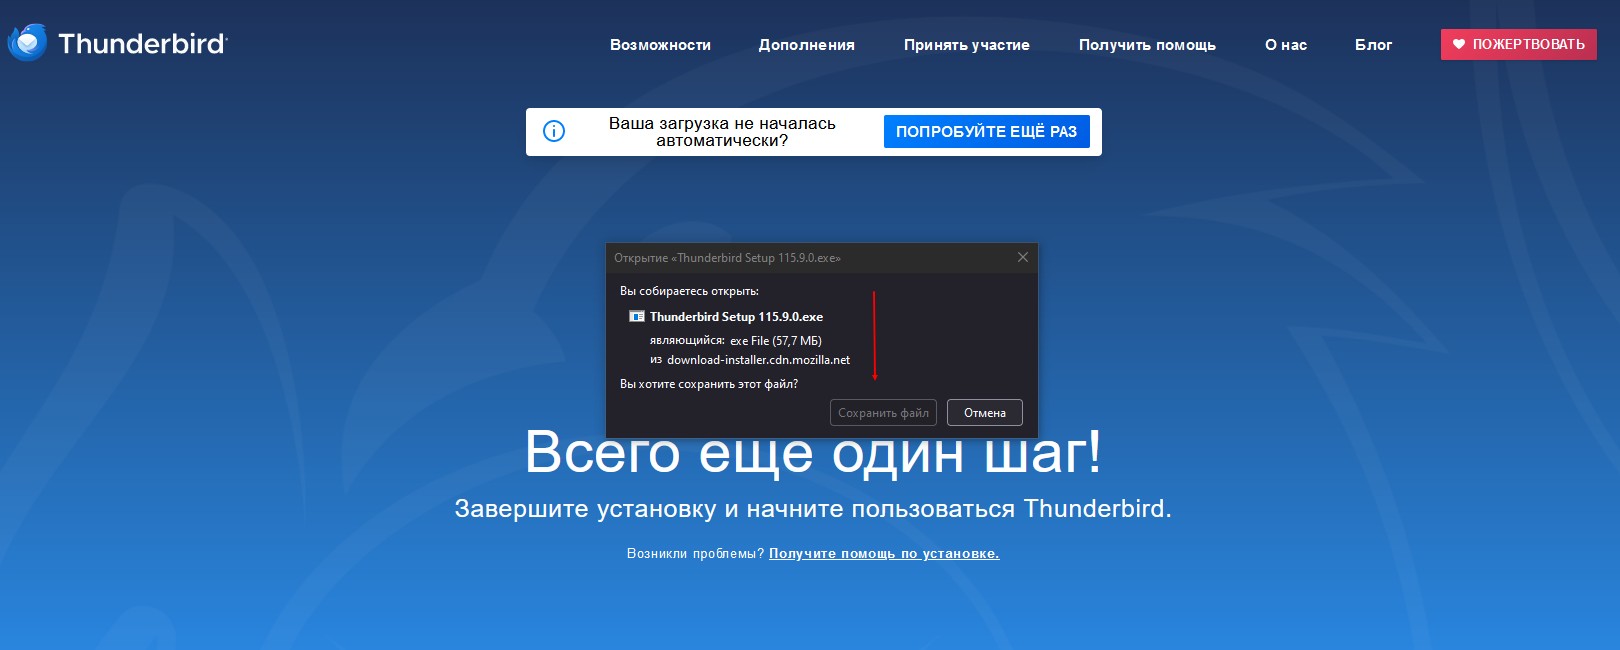 Thunderbird
Возможности
Дополнения
Принять участие
Получить помощь
О нас
Блог
ПОЖЕРТВОВАТЬ
Ваша загрузка не началась
автоматически?
ПОПРОБУЙТЕ ЕЩЁ РАЗ
Открытие «Thunderbird Setup 115.9.0.exe»
Вы собираетесь открыть:
Thunderbird Setup 115.9.0.exe
являющийся: exe File (57,7 МБ)
из download-installer.cdn.mozilla.net
Вы хотите сохранить этот файл?
Сохранить файл
Отмена
Всего еще один шаг!
Завершите установку и начните пользоваться Thunderbird.
Возникли проблемы? Получите помощь по установке.